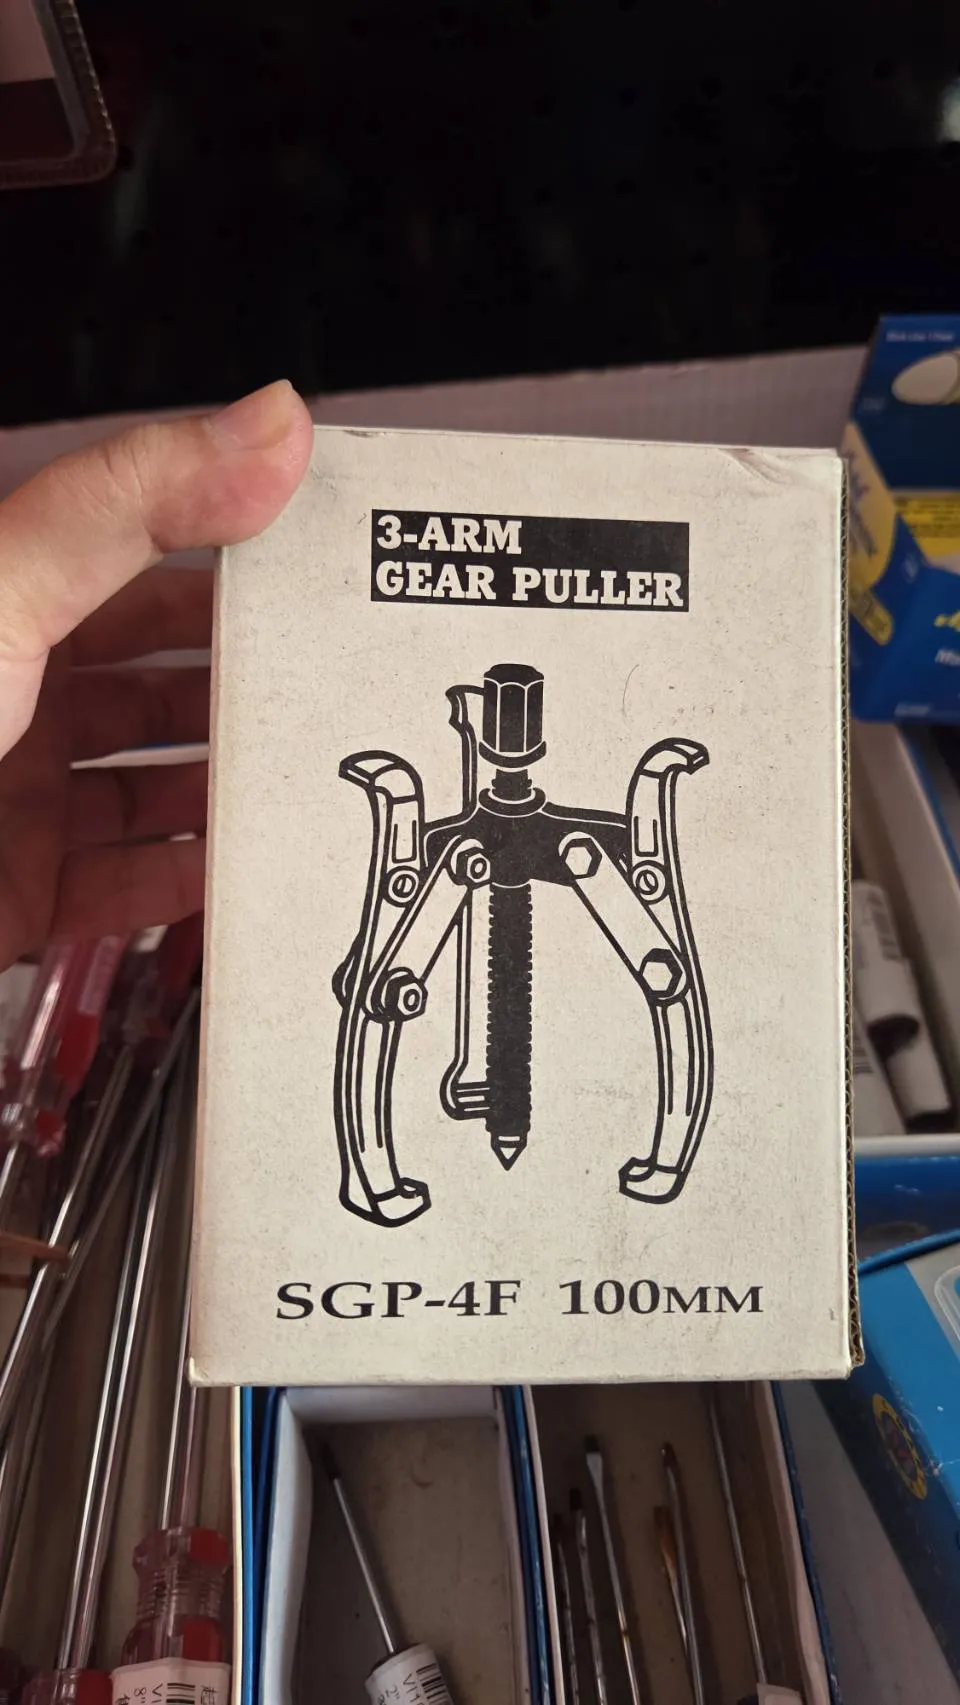 3-ARM
GEAR PULLER
SGP-4F 100MM